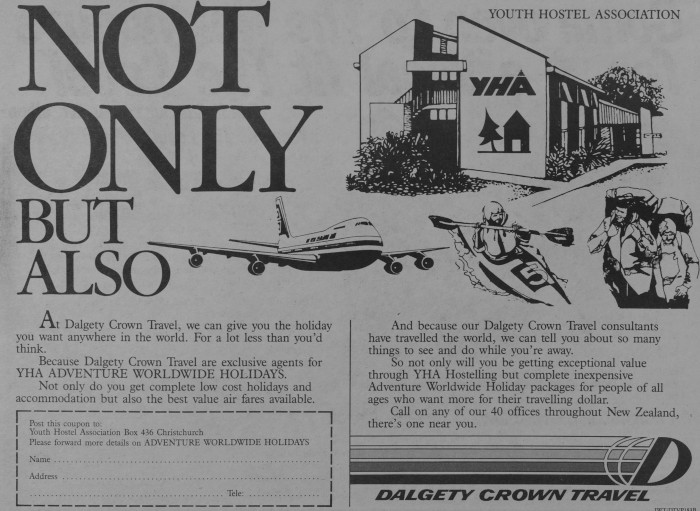 NOT
ONLY
BUT
ALSO
YOUTH HOSTEL ASSOCIATION
YHA
5
At Dalgety Crown Travel, we can give you the holiday
you want anywhere in the world. For a lot less than you'd
think.
Because Dalgety Crown Travel are exclusive agents for
YHA ADVENTURE WORLDWIDE HOLIDAYS.
Not only do you get complete low cost holidays and
accommodation but also the best value air fares available.
Post this coupon to:
Youth Hostel Association Box 436 Christchurch
Please forward more details on ADVENTURE WORLDWIDE HOLIDAYS
Name
Address
Tele:
And because our Dalgety Crown Travel consultants
have travelled the world, we can tell you about so many
things to see and do while you're away.
So not only will you be getting exceptional value
through YHA Hostelling but complete inexpensive
Adventure Worldwide Holiday packages for people of all
ages who want more for their travelling dollar.
Call on any of our 40 offices throughout New Zealand,
there's one near you.
D
DALGETY CROWN TRAVEL